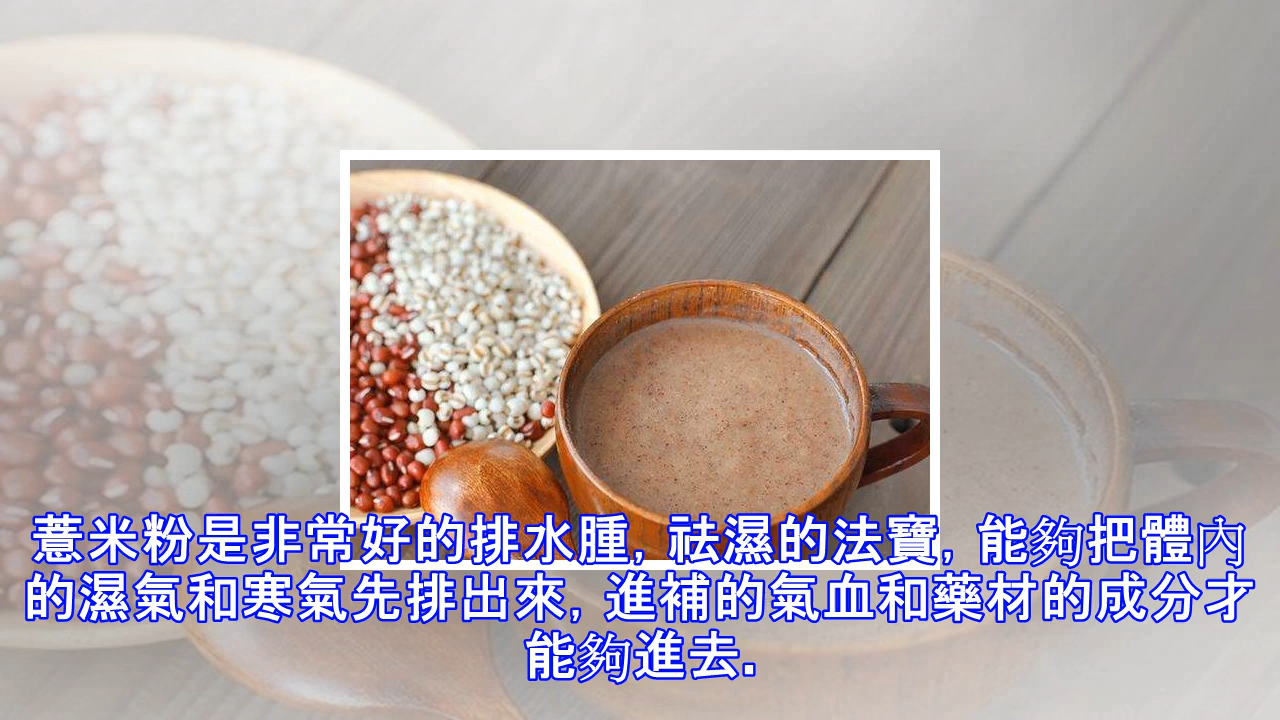 薏米粉是非常好的排水腫, 祛濕的法寶, 能夠把體內
的濕氣和寒氣先排出來, 進補的氣血和藥材的成分才
能夠進去.